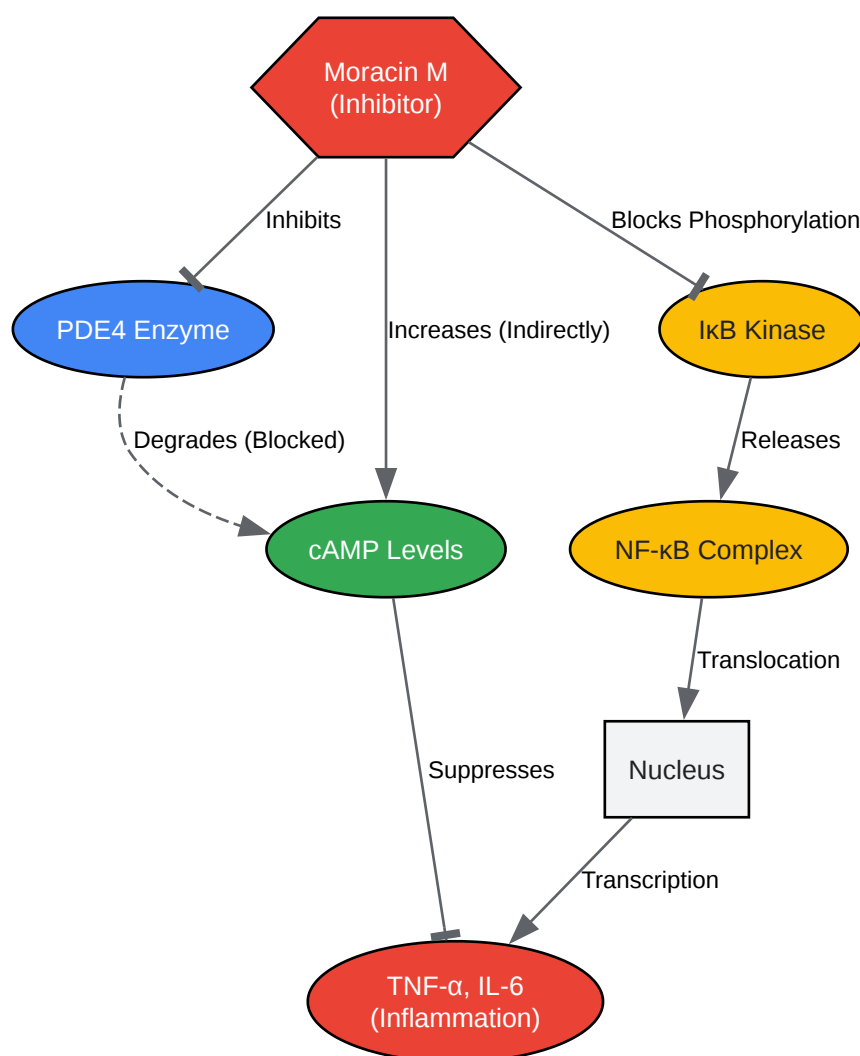 Moracin M
(Inhibitor)
Inhibits
Blocks Phosphorylation
PDE4 Enzyme
Increases (Indirectly)
IκB Kinase
Degrades (Blocked)
Releases
cAMP Levels
NF-κB Complex
Translocation
Suppresses
Nucleus
Transcription
TNF-α, IL-6
(Inflammation)